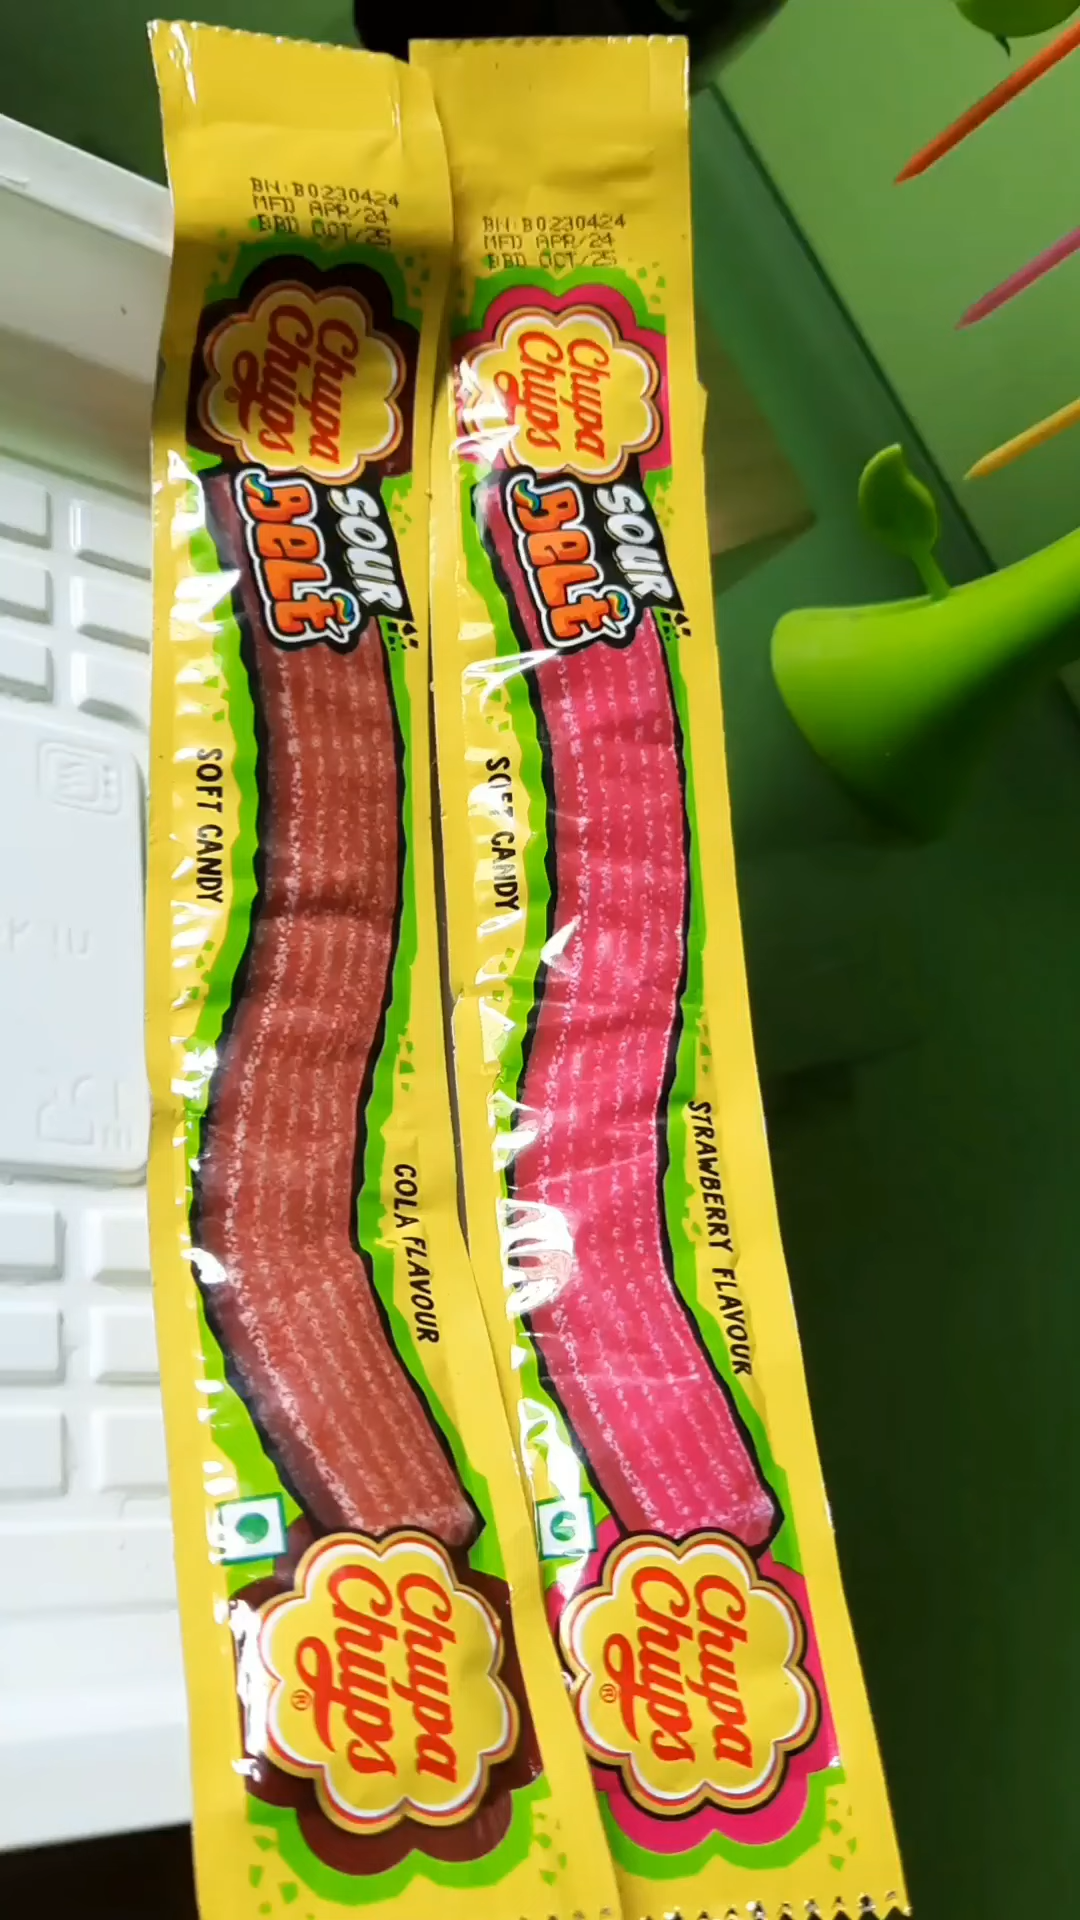 BN:B0230424
MFD APR/24
BBD OCT/25
Chupa
Chups
SOUR
BELT
SOFT CANDY
COLA FLAVOUR
Chupa
Chups
®
BN:B0230424
MFD APR/24
BBD OCT/25
Chupa
Chups
SOUR
BELT
SOFT CANDY
STRAWBERRY FLAVOUR
Chupa
Chups
®